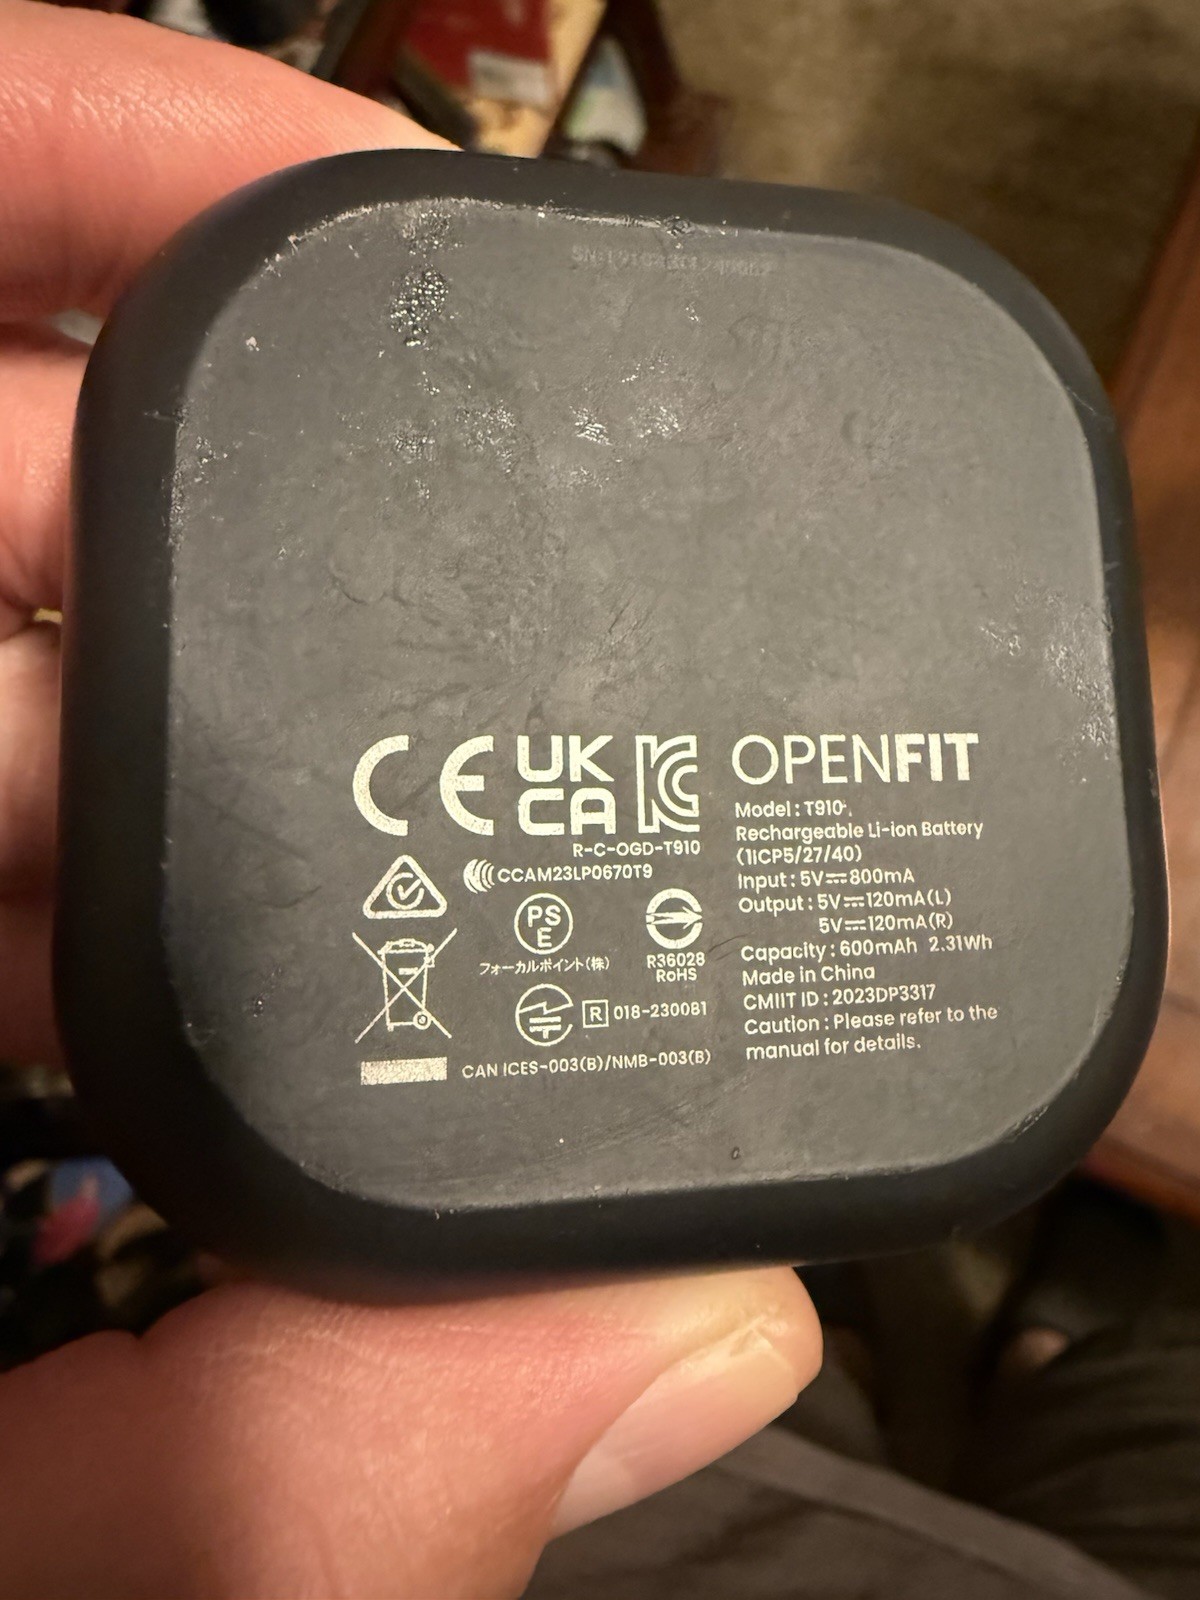 CE UK CA KC
R-C-OGD-T910
CCAM23LP0670T9
PS E
フォーカルポイント(株)
R36028
RoHS
R 018-230081
CAN ICES-003(B)/NMB-003(B)
OPENFIT
Model : T910
Rechargeable Li-ion Battery
(1ICP5/27/40)
Input : 5V⎓800mA
Output : 5V⎓120mA(L)
5V⎓120mA(R)
Capacity : 600mAh 2.31Wh
Made in China
CMIIT ID : 2023DP3317
Caution : Please refer to the
manual for details.